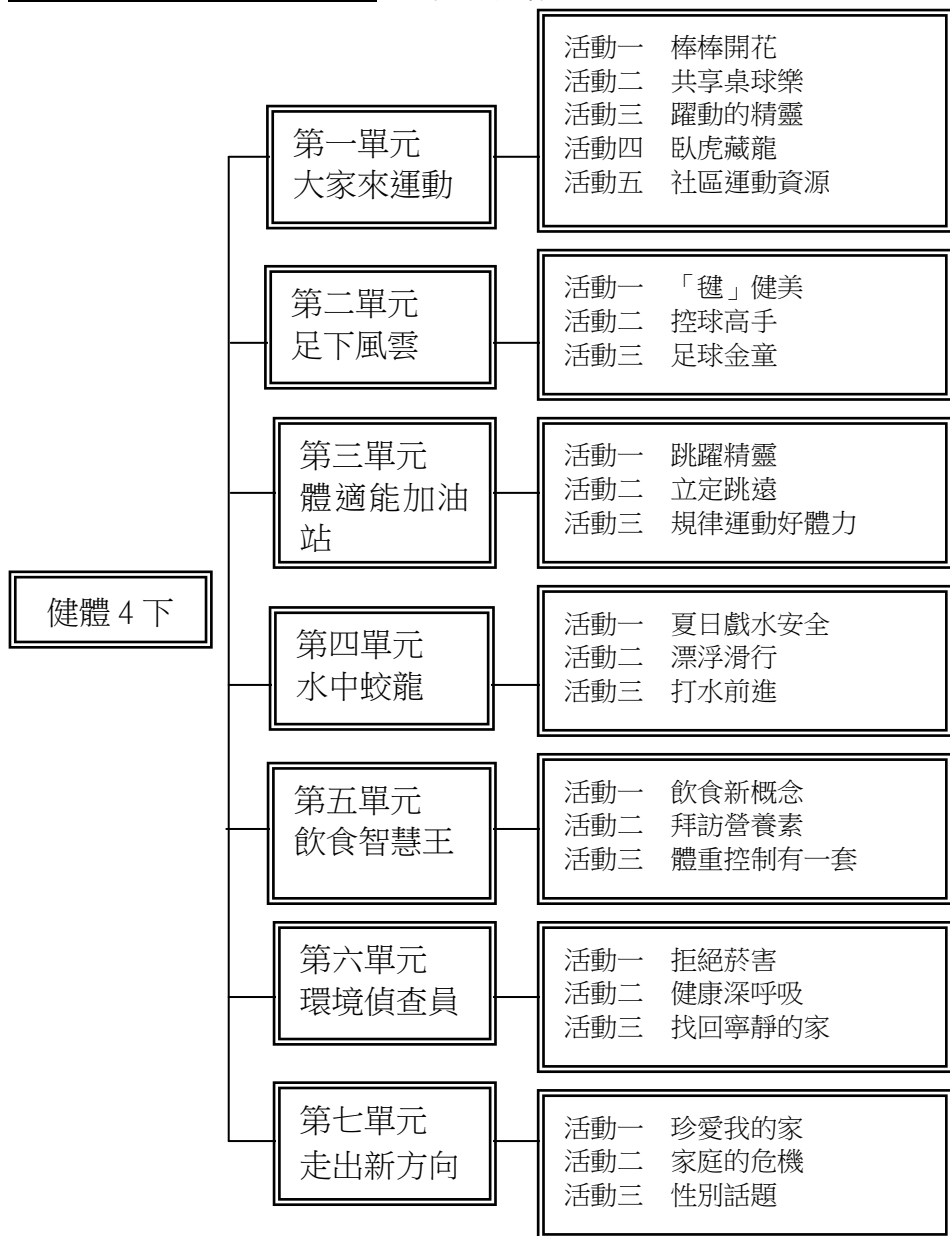 健體 4 下
第一單元
大家來運動
活動一　棒棒開花
活動二　共享桌球樂
活動三　躍動的精靈
活動四　臥虎藏龍
活動五　社區運動資源
第二單元
足下風雲
活動一　「毽」健美
活動二　控球高手
活動三　足球金童
第三單元
體適能加油
站
活動一　跳躍精靈
活動二　立定跳遠
活動三　規律運動好體力
第四單元
水中蛟龍
活動一　夏日戲水安全
活動二　漂浮滑行
活動三　打水前進
第五單元
飲食智慧王
活動一　飲食新概念
活動二　拜訪營養素
活動三　體重控制有一套
第六單元
環境偵查員
活動一　拒絕菸害
活動二　健康深呼吸
活動三　找回寧靜的家
第七單元
走出新方向
活動一　珍愛我的家
活動二　家庭的危機
活動三　性別話題